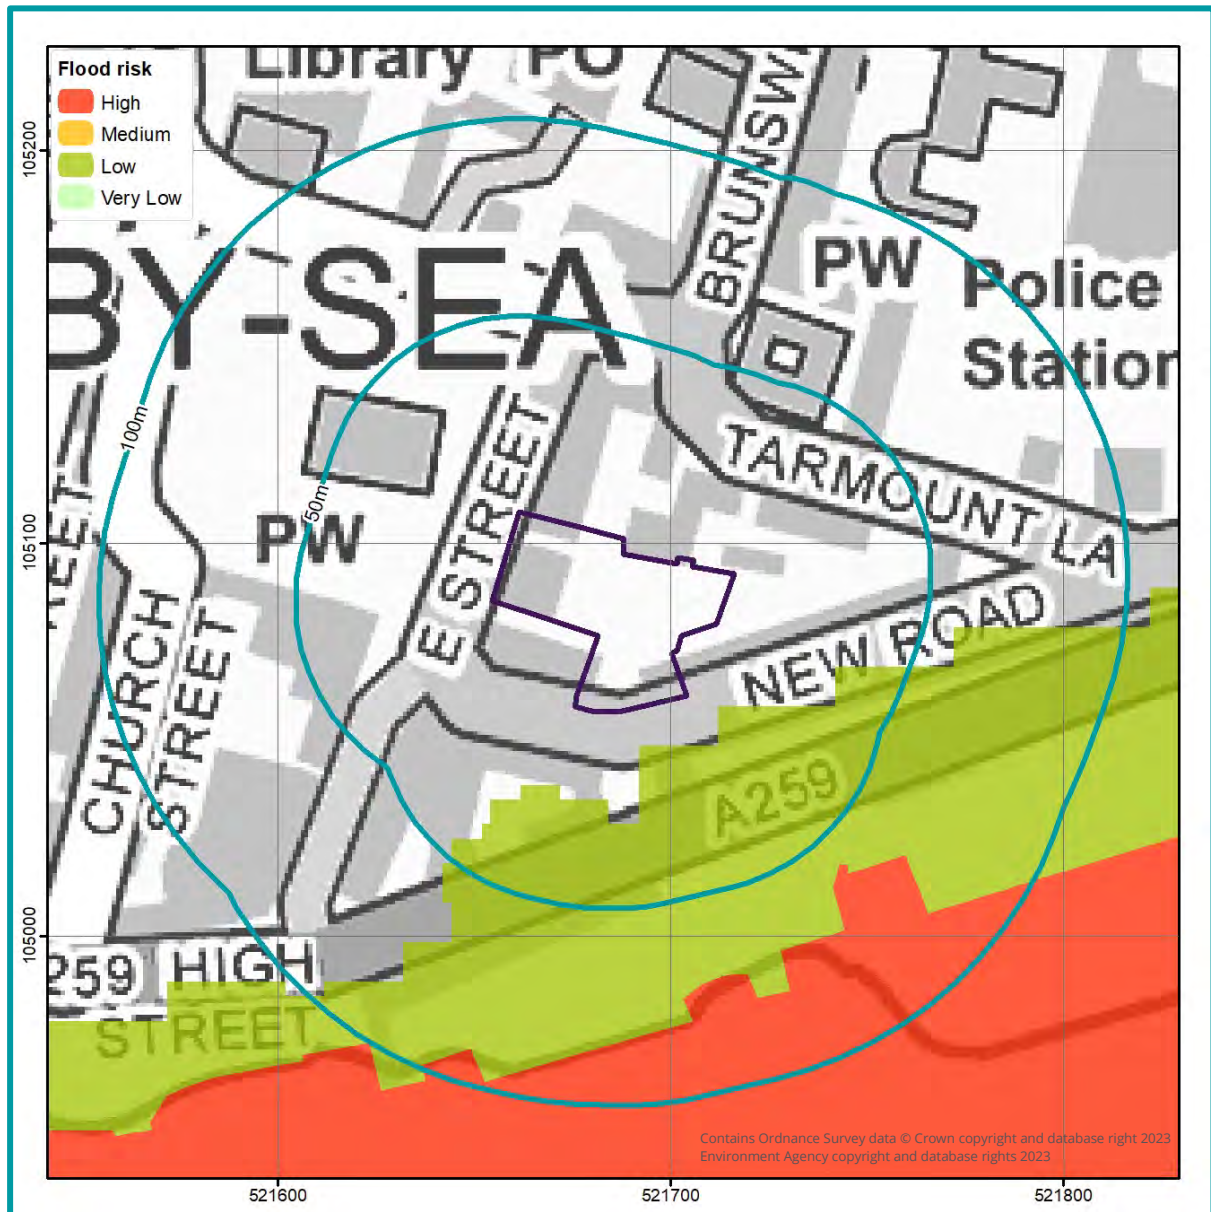 Flood risk
High
Medium
Low
Very Low
Library PO
BRUNSW
BY-SEA
PW
Police
Station
100m
50m
E STREET
TARMOUNT LA
PW
E STREET
NEW ROAD
CHURCH
STREET
A259
259 HIGH
STREET
105200
105100
105000
521600
521700
521800
Contains Ordnance Survey data © Crown copyright and database right 2023
Environment Agency copyright and database rights 2023